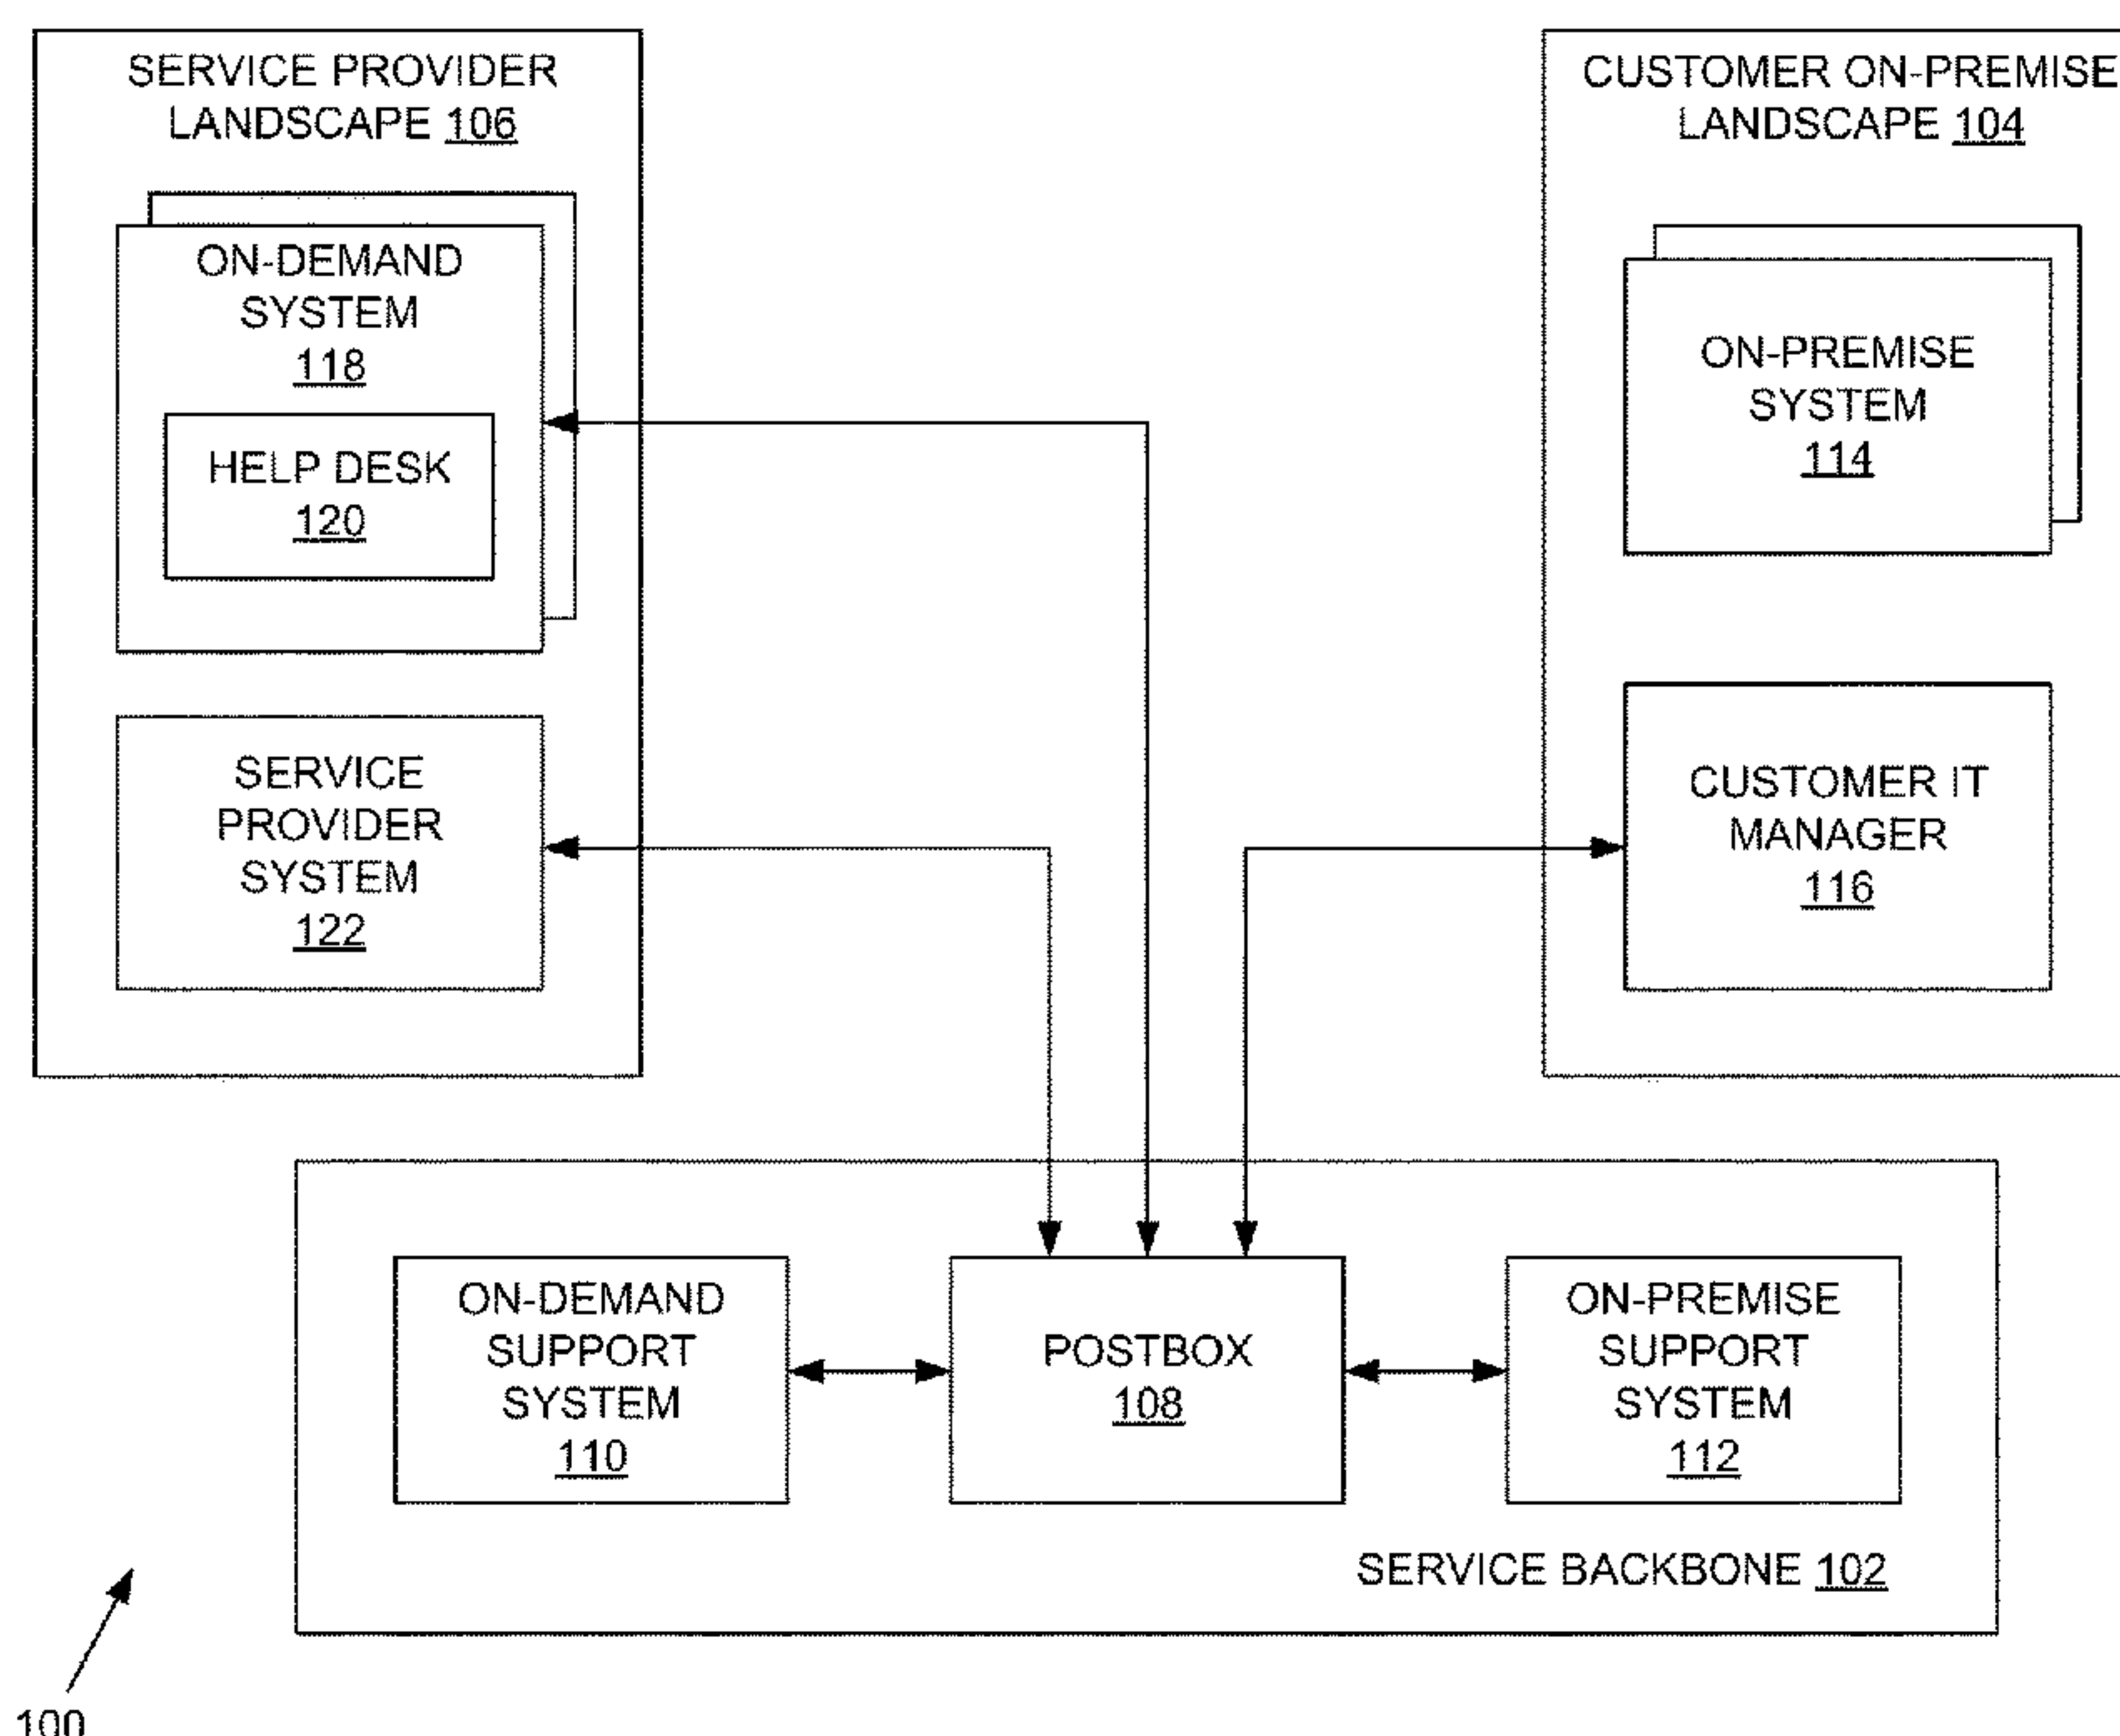 SERVICE PROVIDER
LANDSCAPE 106
ON-DEMAND
SYSTEM
118
HELP DESK
120
SERVICE
PROVIDER
SYSTEM
122
CUSTOMER ON-PREMISE
LANDSCAPE 104
ON-PREMISE
SYSTEM
114
CUSTOMER IT
MANAGER
116
ON-DEMAND
SUPPORT
SYSTEM
110
POSTBOX
108
ON-PREMISE
SUPPORT
SYSTEM
112
SERVICE BACKBONE 102
100